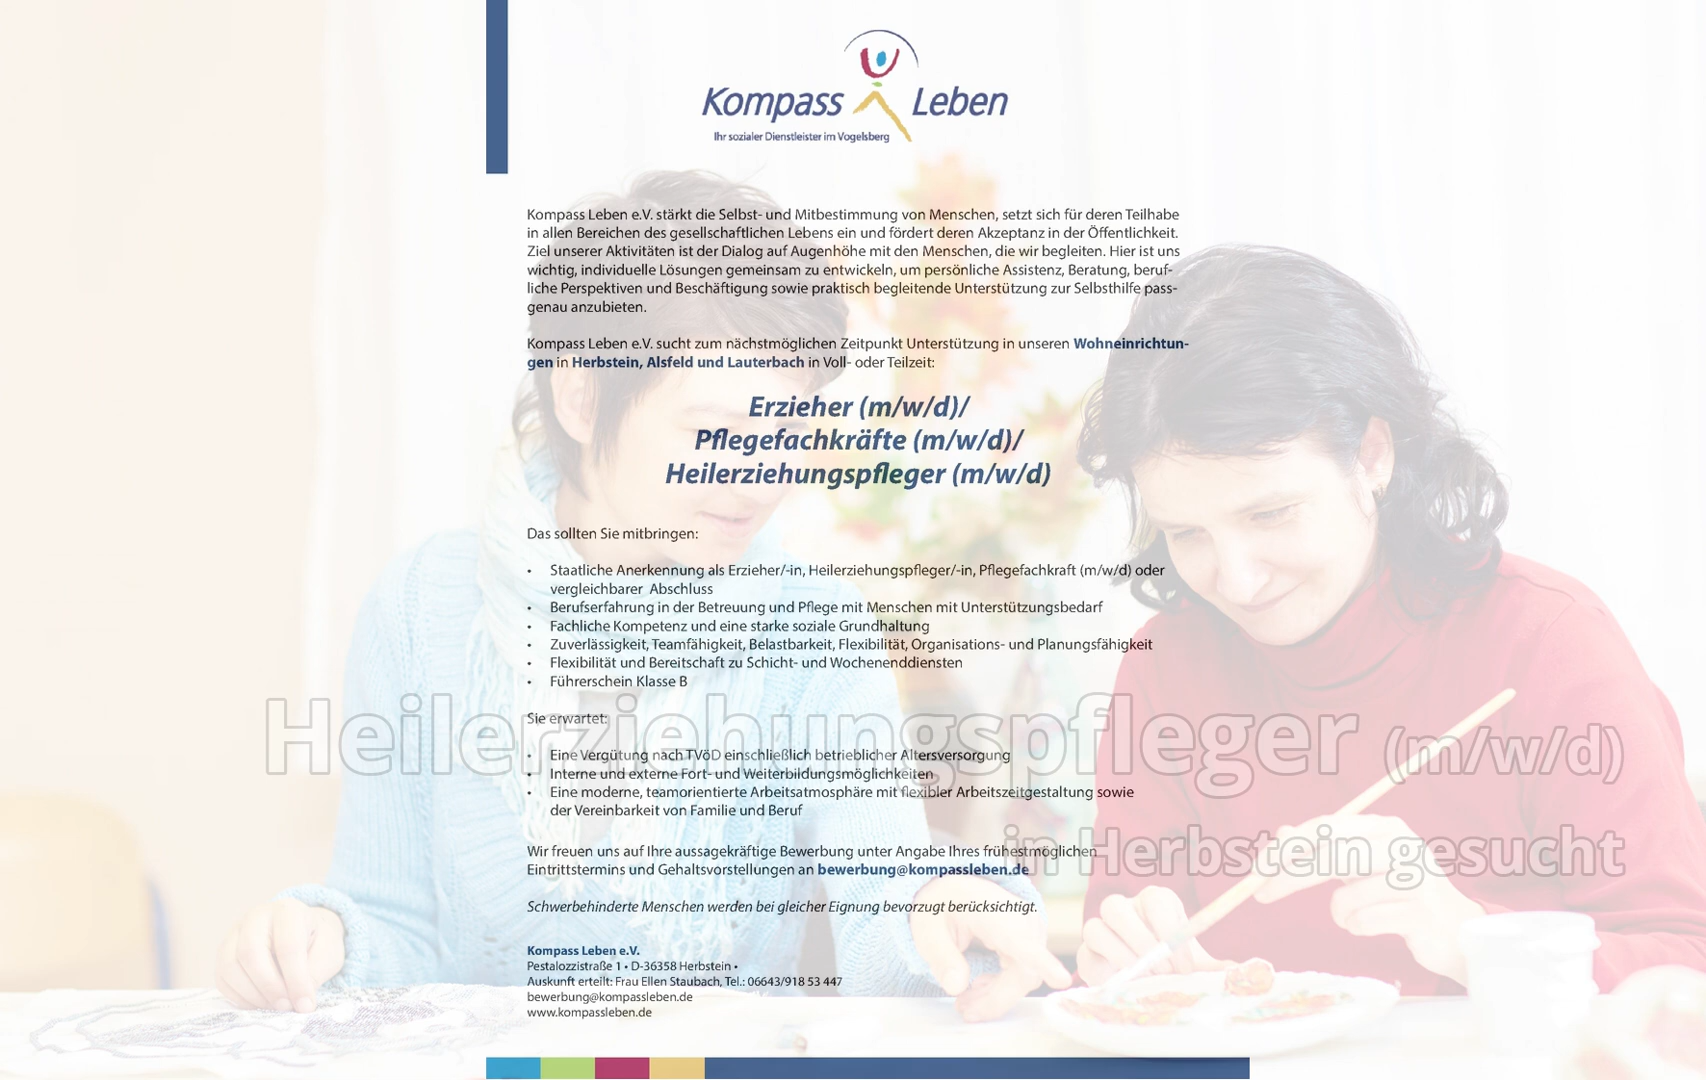 Kompass Leben
Ihr sozialer Dienstleister im Vogelsberg
Kompass Leben e.V. stärkt die Selbst- und Mitbestimmung von Menschen, setzt sich für deren Teilhabe
in allen Bereichen des gesellschaftlichen Lebens ein und fördert deren Akzeptanz in der Öffentlichkeit.
Ziel unserer Aktivitäten ist der Dialog auf Augenhöhe mit den Menschen, die wir begleiten. Hier ist uns
wichtig, individuelle Lösungen gemeinsam zu entwickeln, um persönliche Assistenz, Beratung, beruf-
liche Perspektiven und Beschäftigung sowie praktisch begleitende Unterstützung zur Selbsthilfe pass-
genau anzubieten.
Kompass Leben e.V. sucht zum nächstmöglichen Zeitpunkt Unterstützung in unseren Wohneinrichtun-
gen in Herbstein, Alsfeld und Lauterbach in Voll- oder Teilzeit:
Erzieher (m/w/d)/
Pflegefachkräfte (m/w/d)/
Heilerziehungspfleger (m/w/d)
Das sollten Sie mitbringen:
• Staatliche Anerkennung als Erzieher/-in, Heilerziehungspfleger/-in, Pflegefachkraft (m/w/d) oder
vergleichbarer Abschluss
• Berufserfahrung in der Betreuung und Pflege mit Menschen mit Unterstützungsbedarf
• Fachliche Kompetenz und eine starke soziale Grundhaltung
• Zuverlässigkeit, Teamfähigkeit, Belastbarkeit, Flexibilität, Organisations- und Planungsfähigkeit
• Flexibilität und Bereitschaft zu Schicht- und Wochenenddiensten
• Führerschein Klasse B
Sie erwartet:
Heilerziehungspfleger (m/w/d)
• Eine Vergütung nach TVöD einschließlich betrieblicher Altersversorgung
• Interne und externe Fort- und Weiterbildungsmöglichkeiten
• Eine moderne, teamorientierte Arbeitsatmosphäre mit flexibler Arbeitszeitgestaltung sowie
der Vereinbarkeit von Familie und Beruf
in Herbstein gesucht
Wir freuen uns auf Ihre aussagekräftige Bewerbung unter Angabe Ihres frühestmöglichen
Eintrittstermins und Gehaltsvorstellungen an bewerbung@kompassleben.de
Schwerbehinderte Menschen werden bei gleicher Eignung bevorzugt berücksichtigt.
Kompass Leben e.V.
Pestalozzistraße 1 • D-36358 Herbstein •
Auskunft erteilt: Frau Ellen Staubach, Tel.: 06643/918 53 447
bewerbung@kompassleben.de
www.kompassleben.de